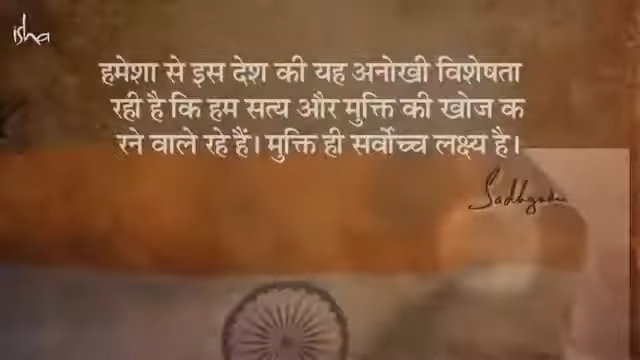 isha
हमेशा से इस देश की यह अनोखी विशेषता
रही है कि हम सत्य और मुक्ति की खोज क
रने वाले रहे हैं। मुक्ति ही सर्वोच्च लक्ष्य है।
Sadhguru